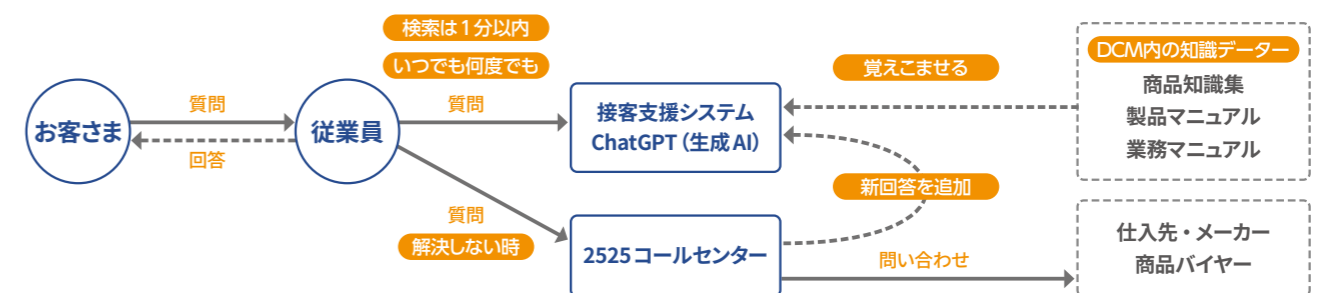 検索は1分以内
いつでも何度でも
お客さま
質問
回答
従業員
質問
質問
解決しない時
接客支援システム
ChatGPT（生成AI）
2525コールセンター
覚えこませる
新回答を追加
問い合わせ
DCM内の知識データー
商品知識集
製品マニュアル
業務マニュアル
仕入先・メーカー
商品バイヤー